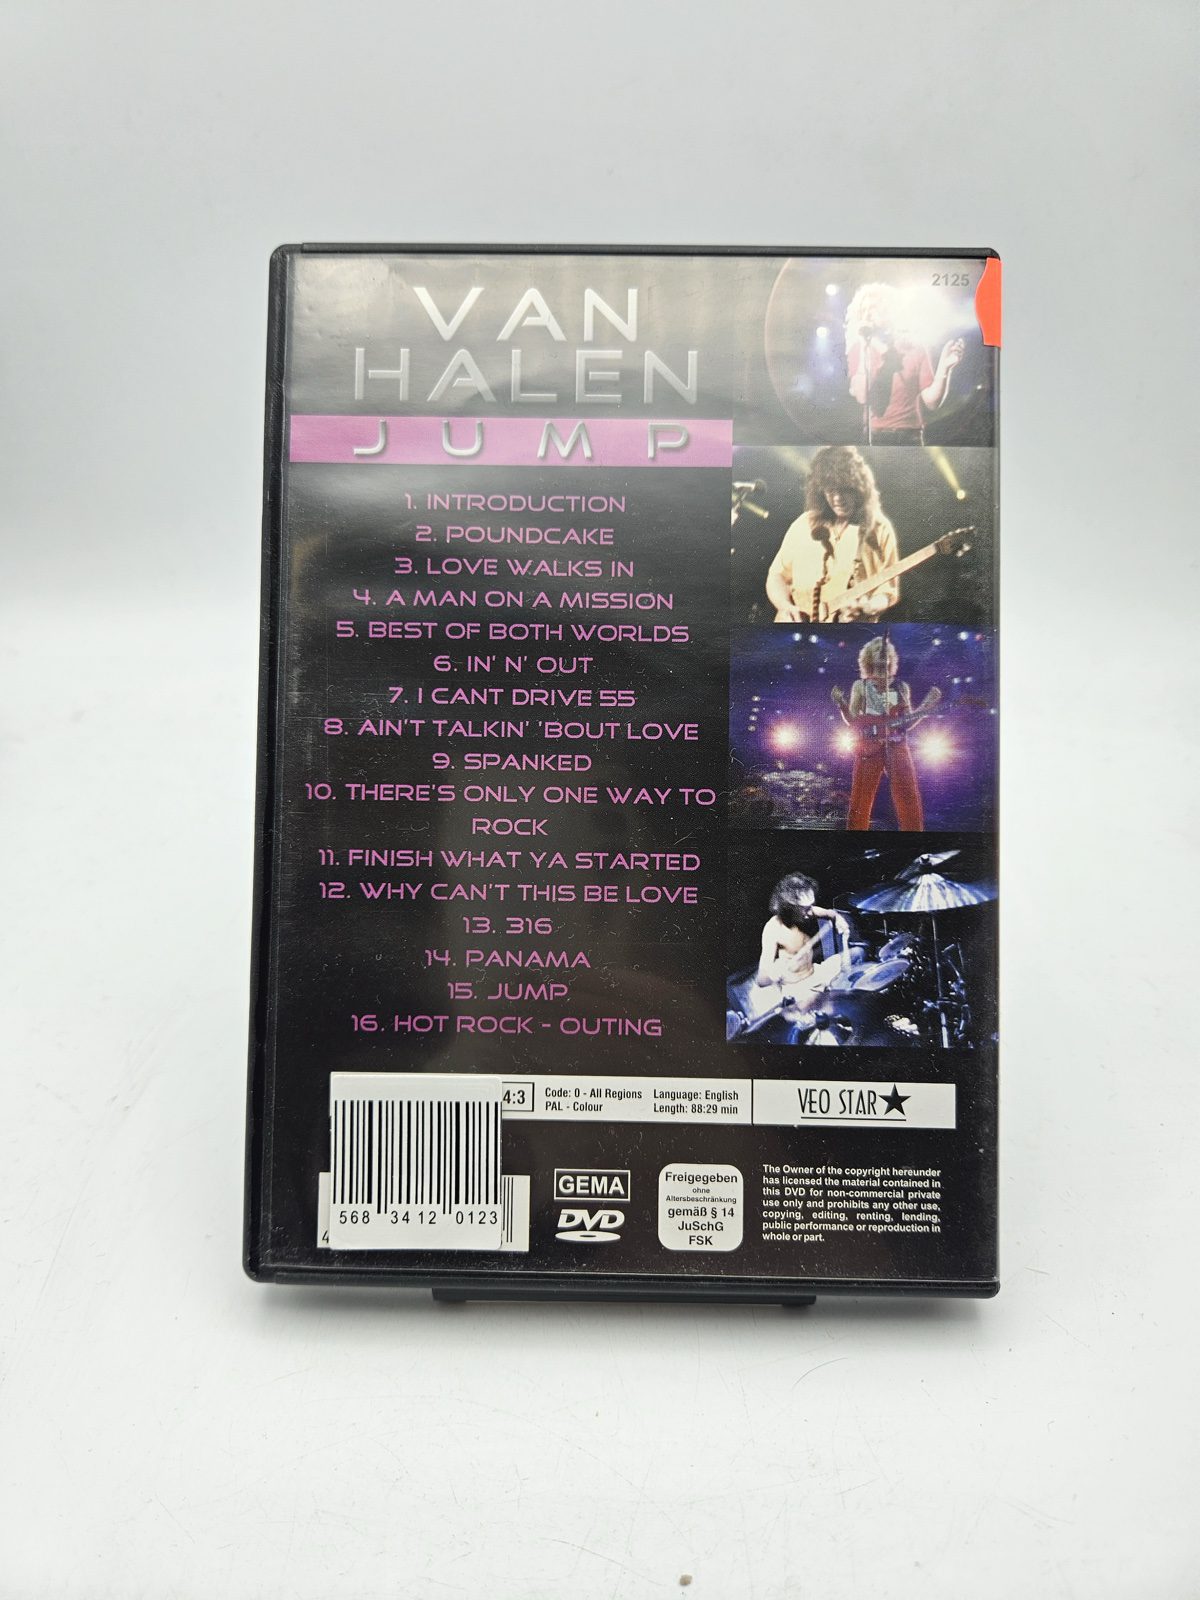 2125
VAN
HALEN
JUMP
1. INTRODUCTION
2. POUNDCAKE
3. LOVE WALKS IN
4. A MAN ON A MISSION
5. BEST OF BOTH WORLDS
6. IN' N' OUT
7. I CANT DRIVE 55
8. AIN'T TALKIN' 'BOUT LOVE
9. SPANKED
10. THERE'S ONLY ONE WAY TO
ROCK
11. FINISH WHAT YA STARTED
12. WHY CAN'T THIS BE LOVE
13. 316
14. PANAMA
15. JUMP
16. HOT ROCK - OUTING
4:3
Code: 0 - All Regions
PAL - Colour
Language: English
Length: 88:29 min
VEO STAR
568 3412 0123
4
GEMA
DVD
Freigegeben
ohne
Altersbeschränkung
gemäß § 14
JuSchG
FSK
The Owner of the copyright hereunder
has licensed the material contained in
this DVD for non-commercial private
use only and prohibits any other use,
copying, editing, renting, lending,
public performance or reproduction in
whole or part.